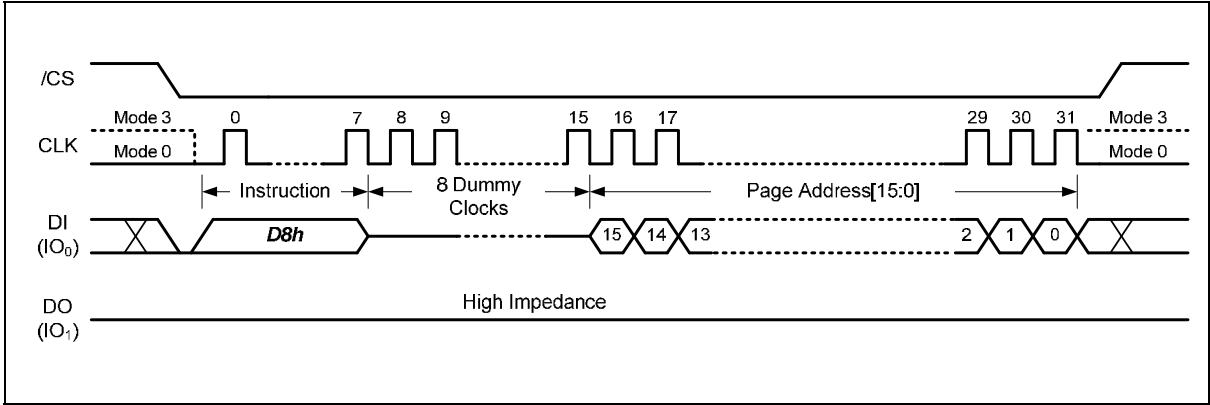 /CS
Mode 3 0 7 8 9 15 16 17 29 30 31 Mode 3
CLK
Mode 0 Mode 0
Instruction 8 Dummy Clocks Page Address[15:0]
DI
(IO0)
D8h 15 14 13 2 1 0
High Impedance
DO
(IO1)